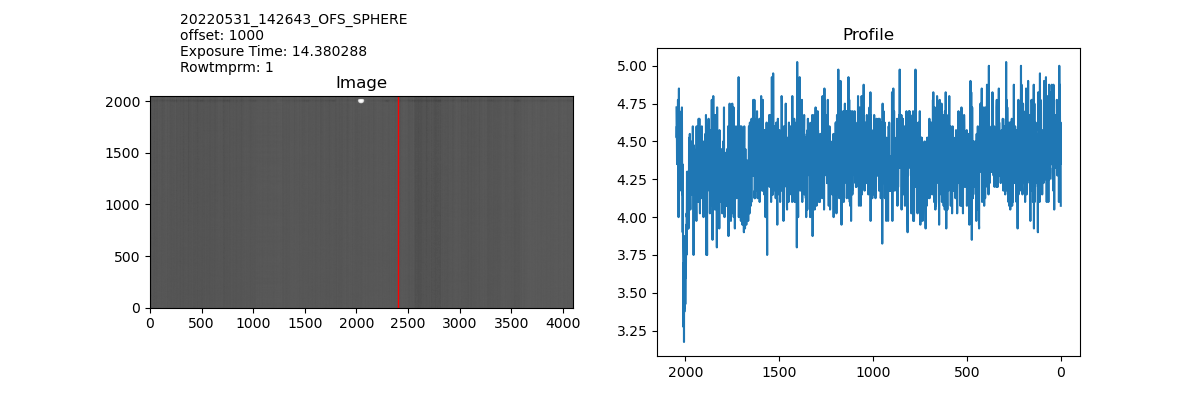 20220531_142643_OFS_SPHERE
offset: 1000
Exposure Time: 14.380288
Rowtmprm: 1
Image
2000
1500
1000
500
0
0 500 1000 1500 2000 2500 3000 3500 4000
Profile
5.00
4.75
4.50
4.25
4.00
3.75
3.50
3.25
2000 1500 1000 500 0